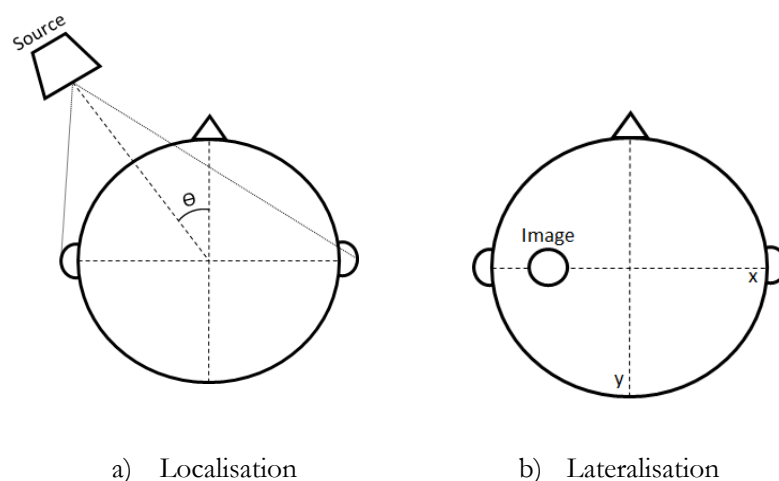 Source
Θ
Image
x
y
a) Localisation
b) Lateralisation